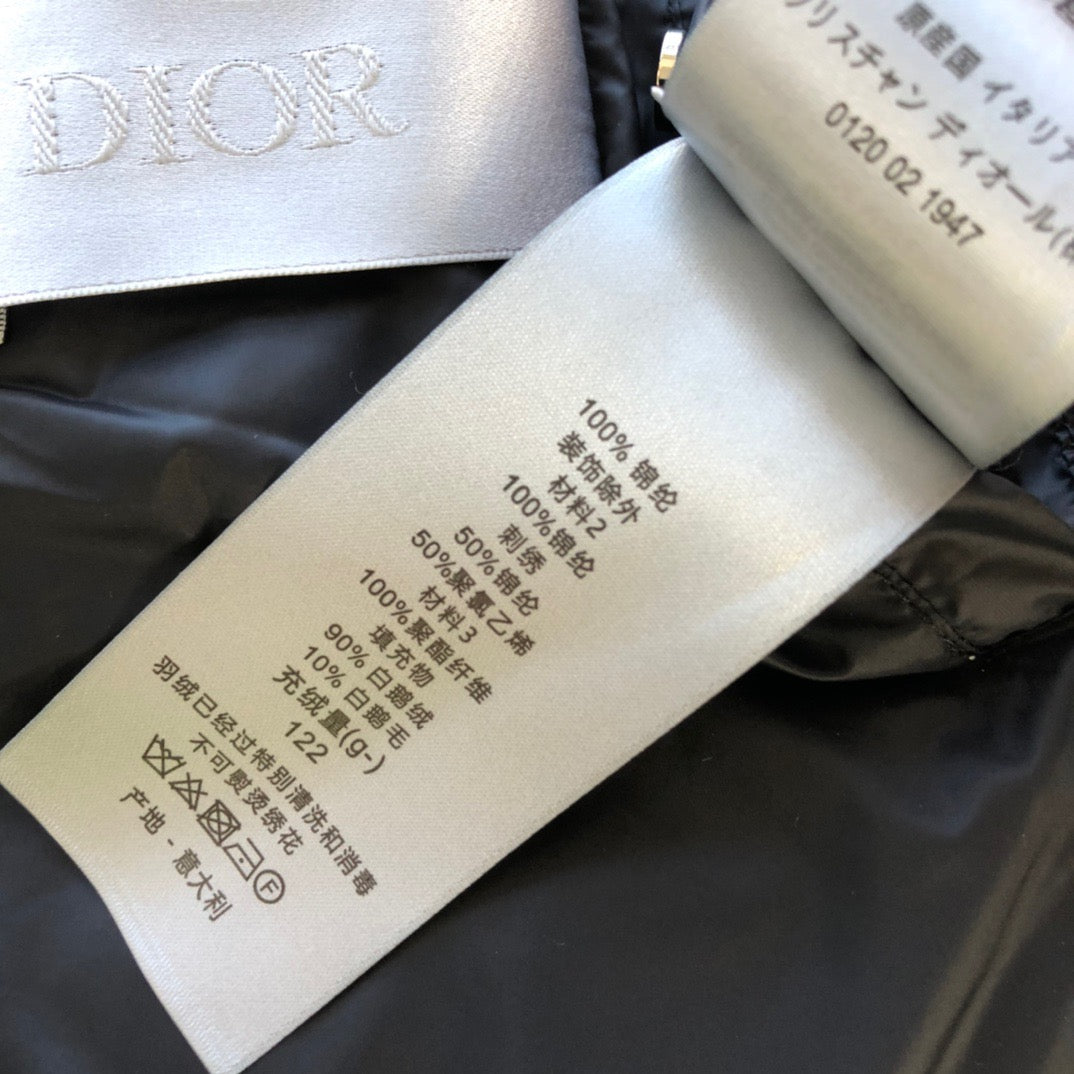 DIOR
原産国 イタリア
リスチャン ディオール
0120 02 1947
100% 锦纶
装饰除外
材料2
100%锦纶
刺绣
50%锦纶
50%聚氯乙烯
材料3
100%聚酯纤维
填充物
90% 白鹅绒
10% 白鹅毛
充绒量(g-)
122
羽绒已经过特别清洗和消毒
不可熨烫绣花
F
产地 - 意大利